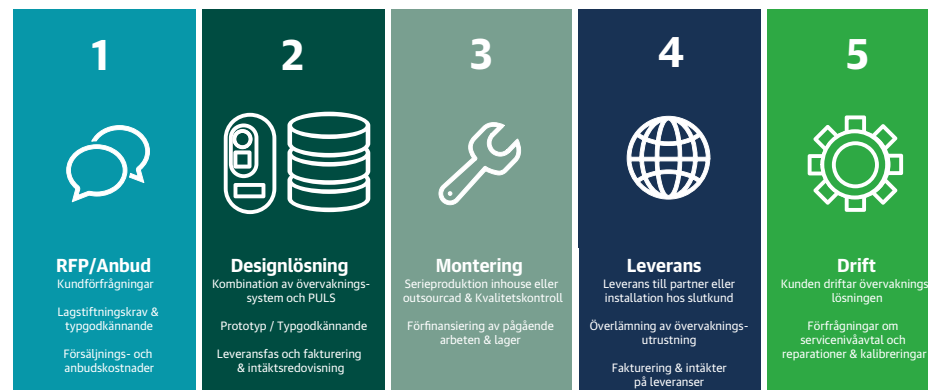 1
RFP/Anbud
Kundförfrågningar
Lagstiftningskrav &
typgodkännande
Försäljnings- och
anbudskostnader
2
Designlösning
Kombination av övervaknings-
system och PULS
Prototyp / Typgodkännande
Leveransfas och fakturering
& intäktsredovisning
3
Montering
Serieproduktion inhouse eller
outsourcad & Kvalitetskontroll
Förfinansiering av pågående
arbeten & lager
4
Leverans
Leverans till partner eller
installation hos slutkund
Överlämning av övervaknings-
utrustning
Fakturering & intäkter
på leveranser
5
Drift
Kunden driftar övervaknings
lösningen
Förfrågningar om
servicenivåavtal och
reparationer & kalibreringar